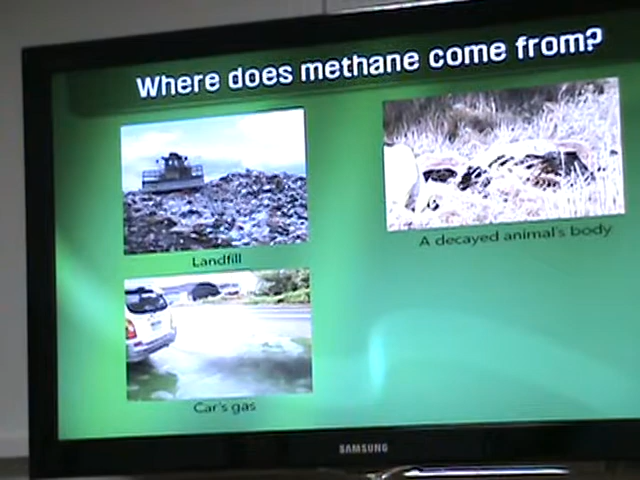 Where does methane come from?
Landfill
A decayed animal's body
Car's gas
SAMSUNG